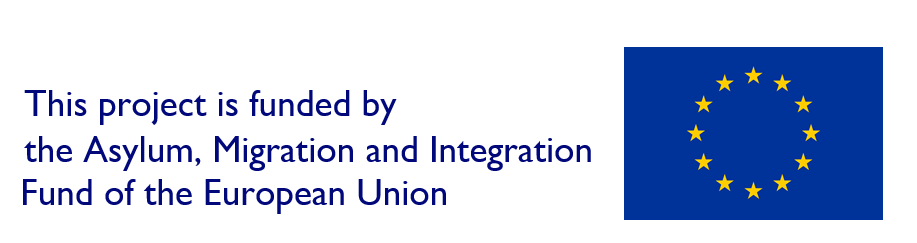 This project is funded by
the Asylum, Migration and Integration
Fund of the European Union